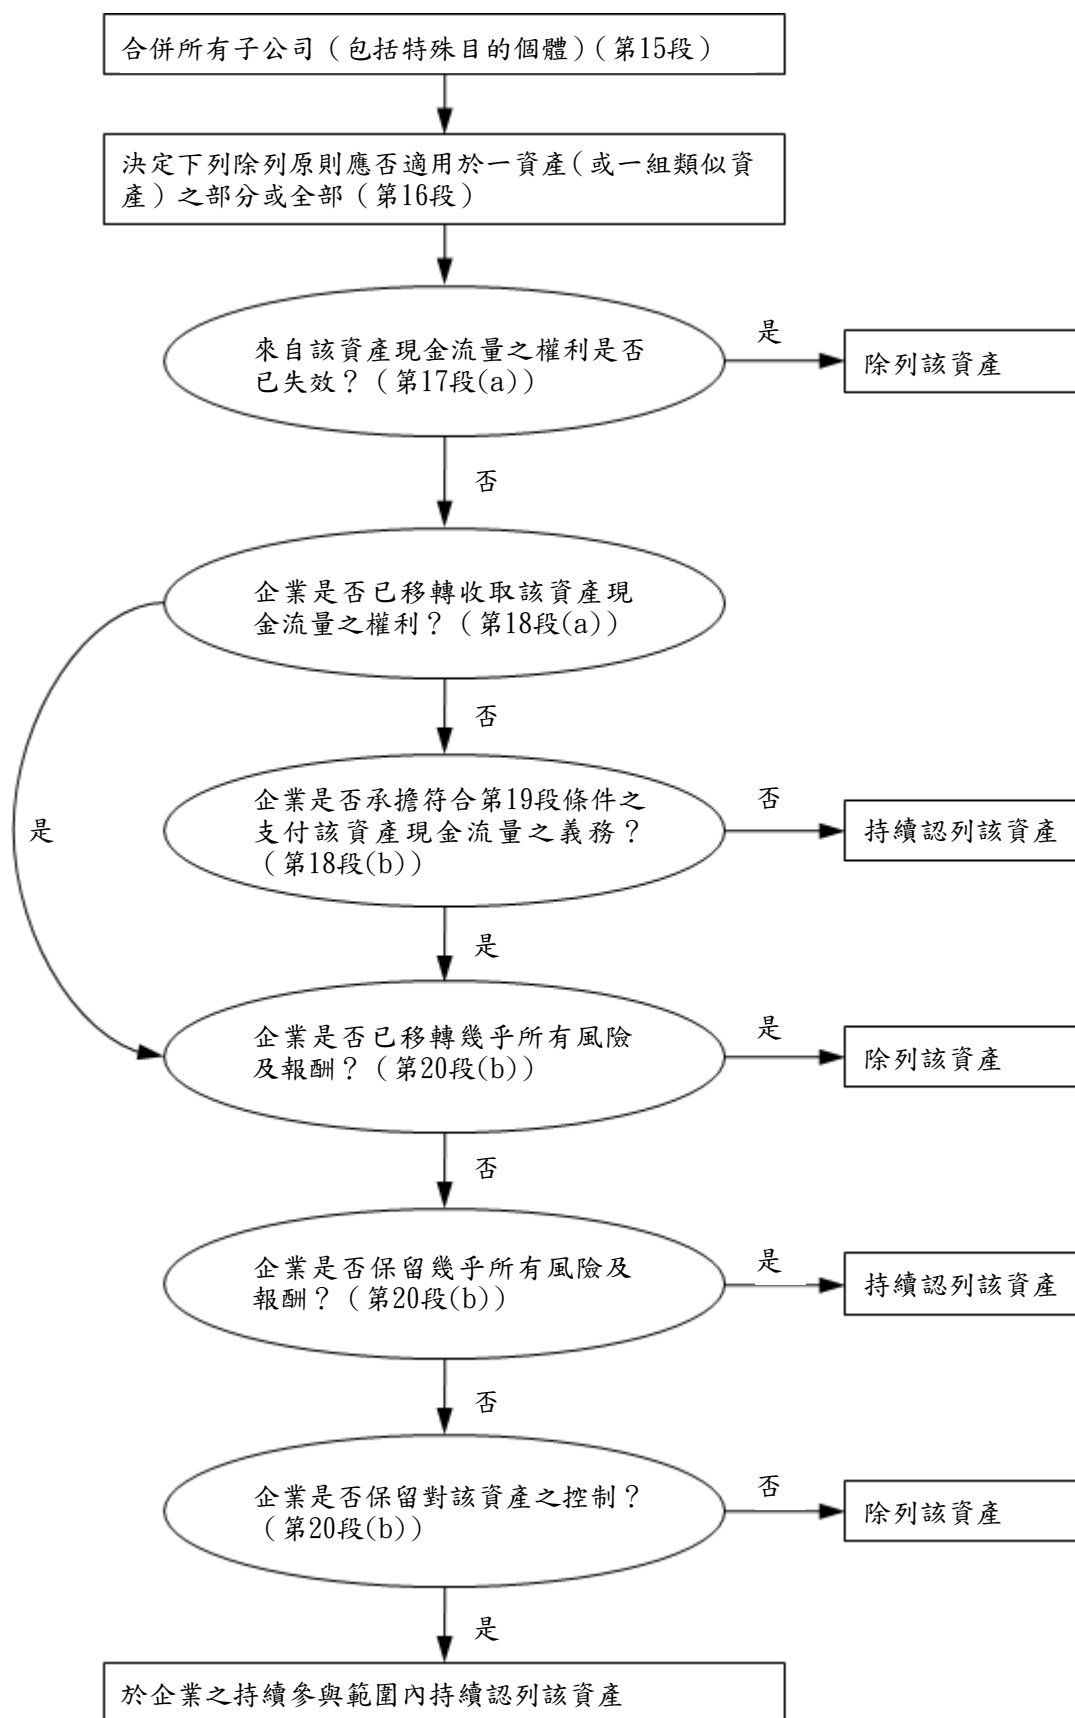 合併所有子公司（包括特殊目的個體）（第15段）
決定下列除列原則應否適用於一資產（或一組類似資
產）之部分或全部（第16段）
來自該資產現金流量之權利是否
已失效？（第17段(a)）
是
除列該資產
否
企業是否已移轉收取該資產現
金流量之權利？（第18段(a)）
否
是
企業是否承擔符合第19段條件之
支付該資產現金流量之義務？
（第18段(b)）
否
持續認列該資產
是
企業是否已移轉幾乎所有風險
及報酬？（第20段(b)）
是
除列該資產
否
企業是否保留幾乎所有風險及
報酬？（第20段(b)）
是
持續認列該資產
否
企業是否保留對該資產之控制？
（第20段(b)）
否
除列該資產
是
於企業之持續參與範圍內持續認列該資產